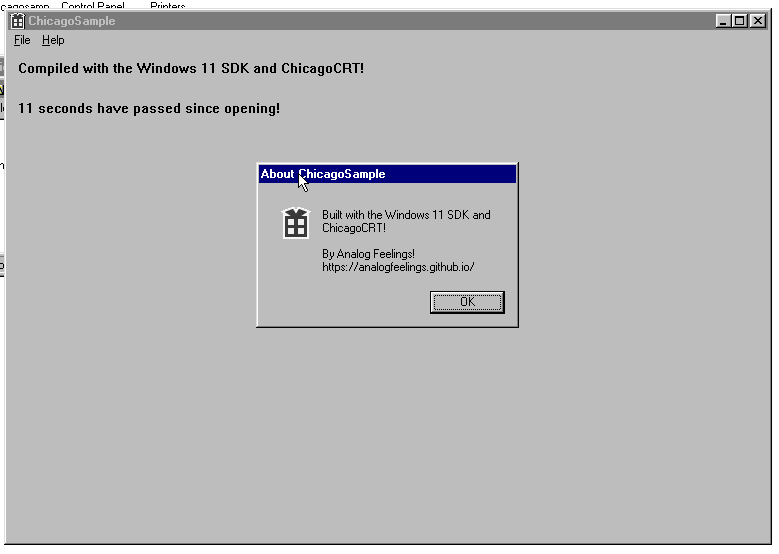 Control Panel Printers
ChicagoSample
File Help
Compiled with the Windows 11 SDK and ChicagoCRT!
11 seconds have passed since opening!
About ChicagoSample
Built with the Windows 11 SDK and
ChicagoCRT!
By Analog Feelings!
https://analogfeelings.github.io/
OK